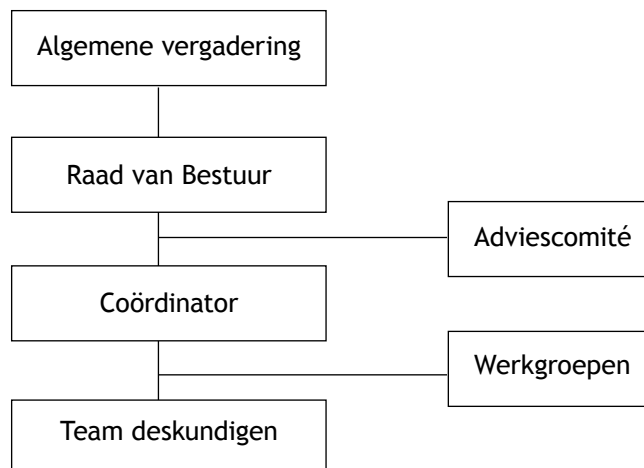 Algemene vergadering
Raad van Bestuur
Adviescomité
Coördinator
Werkgroepen
Team deskundigen